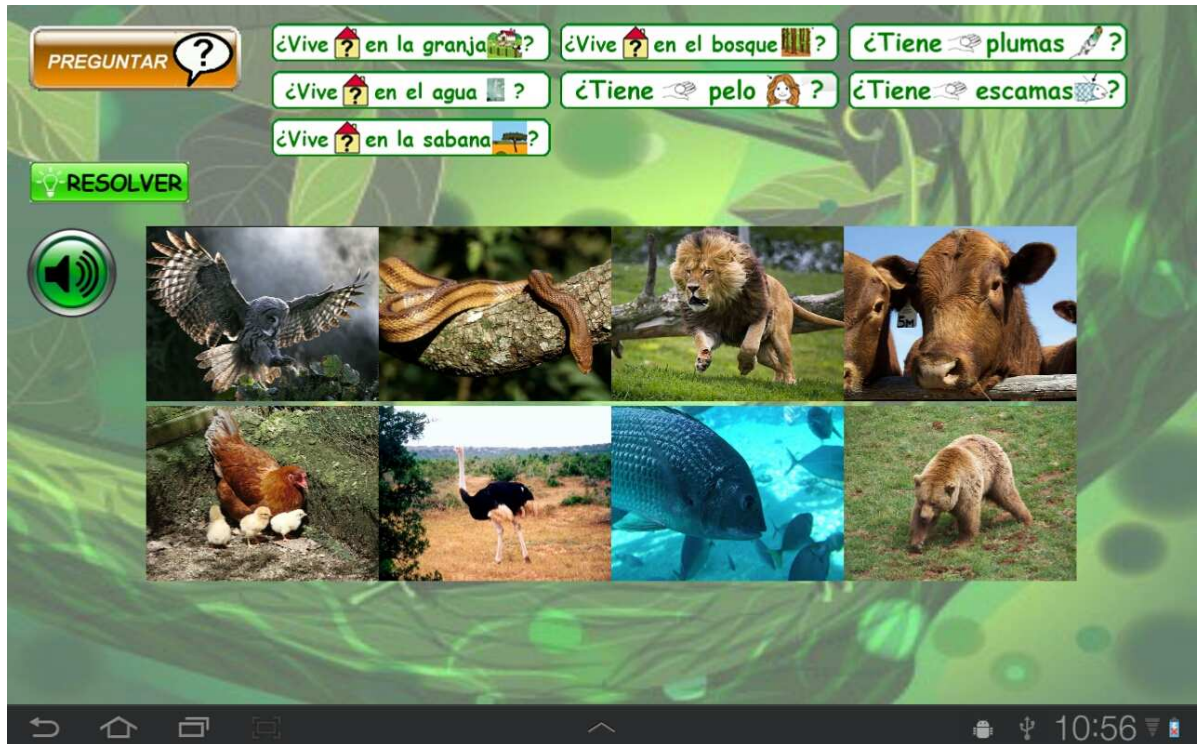 PREGUNTAR ?
¿Vive ? en la granja ?
¿Vive ? en el bosque ?
¿Tiene plumas ?
¿Vive ? en el agua ?
¿Tiene pelo ?
¿Tiene escamas ?
¿Vive ? en la sabana ?
RESOLVER
5M
10:56